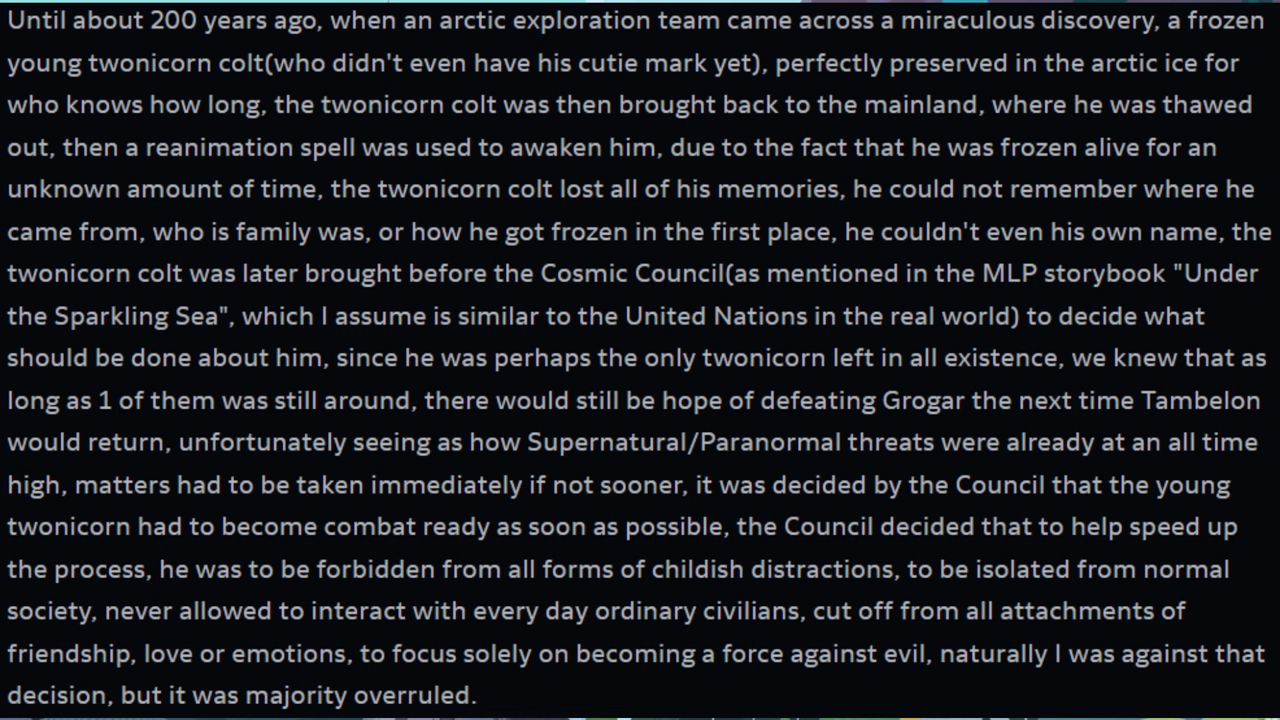 Until about 200 years ago, when an arctic exploration team came across a miraculous discovery, a frozen
young twonicorn colt(who didn't even have his cutie mark yet), perfectly preserved in the arctic ice for
who knows how long, the twonicorn colt was then brought back to the mainland, where he was thawed
out, then a reanimation spell was used to awaken him, due to the fact that he was frozen alive for an
unknown amount of time, the twonicorn colt lost all of his memories, he could not remember where he
came from, who is family was, or how he got frozen in the first place, he couldn't even his own name, the
twonicorn colt was later brought before the Cosmic Council(as mentioned in the MLP storybook "Under
the Sparkling Sea", which I assume is similar to the United Nations in the real world) to decide what
should be done about him, since he was perhaps the only twonicorn left in all existence, we knew that as
long as 1 of them was still around, there would still be hope of defeating Grogar the next time Tambelon
would return, unfortunately seeing as how Supernatural/Paranormal threats were already at an all time
high, matters had to be taken immediately if not sooner, it was decided by the Council that the young
twonicorn had to become combat ready as soon as possible, the Council decided that to help speed up
the process, he was to be forbidden from all forms of childish distractions, to be isolated from normal
society, never allowed to interact with every day ordinary civilians, cut off from all attachments of
friendship, love or emotions, to focus solely on becoming a force against evil, naturally I was against that
decision, but it was majority overruled.